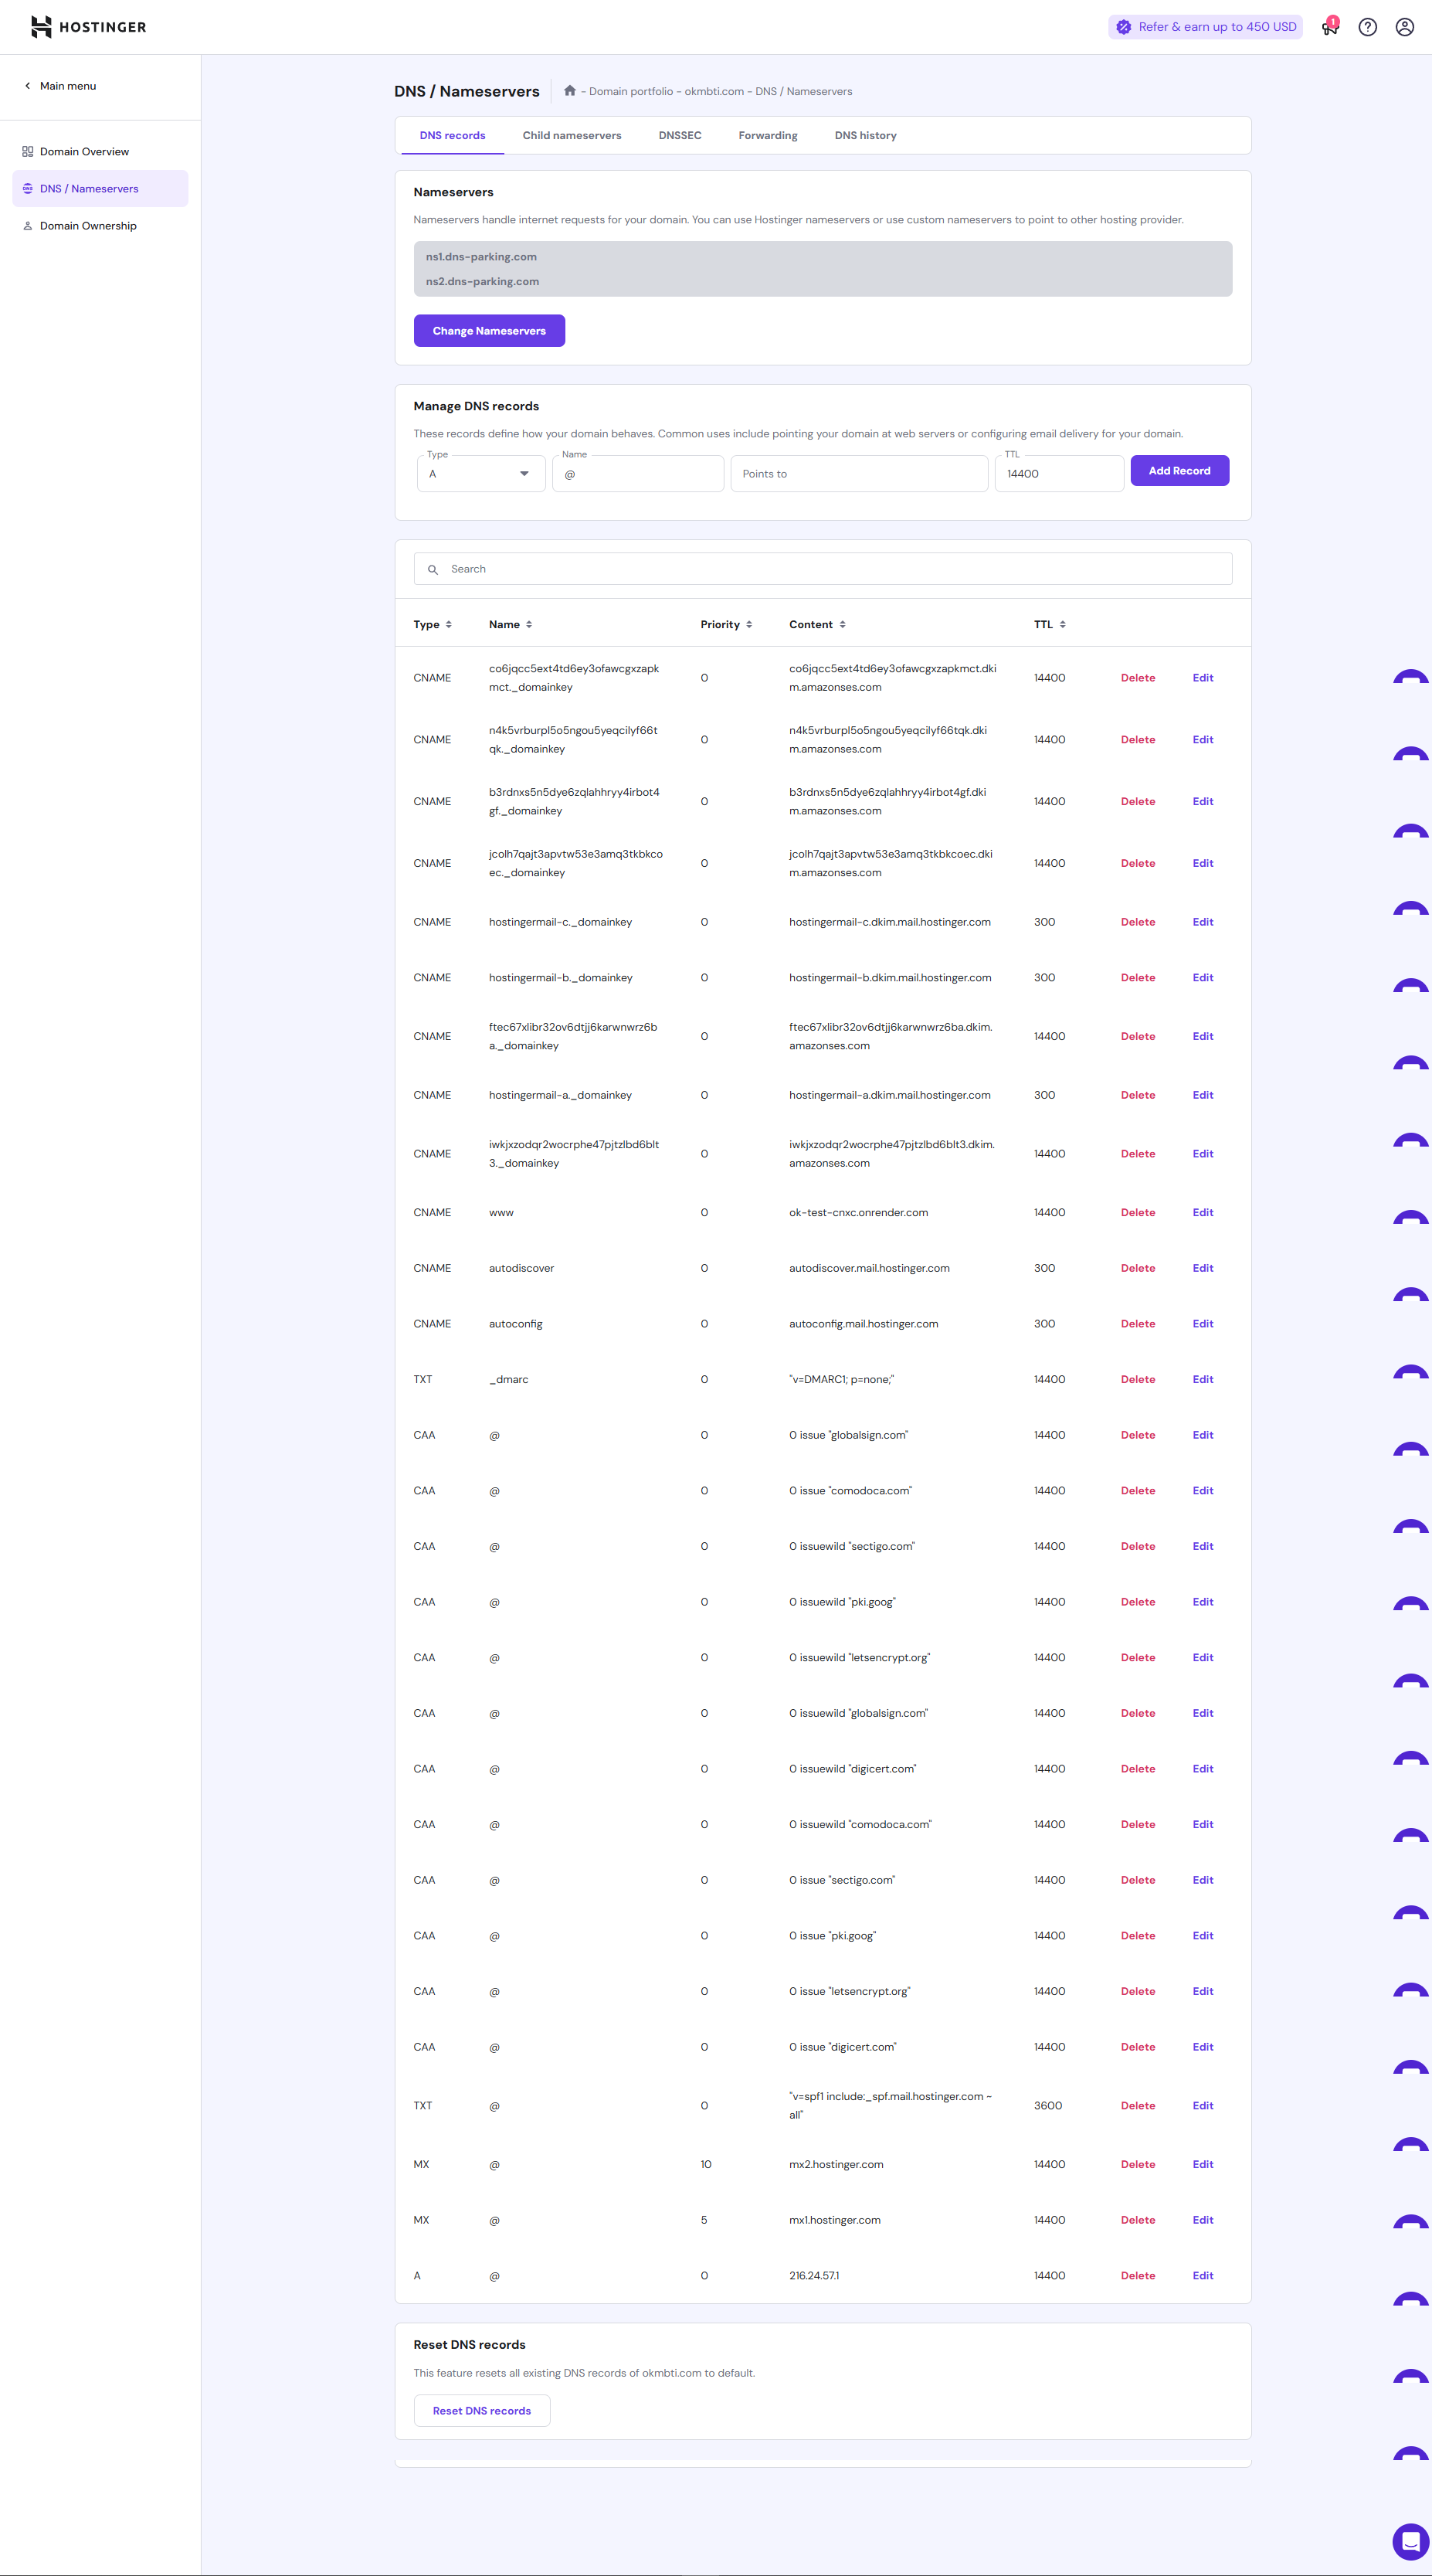 HOSTINGER
Refer & earn up to 450 USD
1
Main menu
Domain Overview
DNS / Nameservers
Domain Ownership
DNS / Nameservers
- Domain portfolio - okmbti.com - DNS / Nameservers
DNS records Child nameservers DNSSEC Forwarding DNS history
Nameservers
Nameservers handle internet requests for your domain. You can use Hostinger nameservers or use custom nameservers to point to other hosting provider.
ns1.dns-parking.com
ns2.dns-parking.com
Change Nameservers
Manage DNS records
These records define how your domain behaves. Common uses include pointing your domain at web servers or configuring email delivery for your domain.
Type Name TTL
A @ Points to 14400 Add Record
Search
Type Name Priority Content TTL
co6jqcc5ext4td6ey3ofawcgxzapk co6jqcc5ext4td6ey3ofawcgxzapkmct.dki
CNAME 0 14400 Delete Edit
mct._domainkey m.amazonses.com
n4k5vrburpl5o5ngou5yeqcilyf66t n4k5vrburpl5o5ngou5yeqcilyf66tqk.dki
CNAME 0 14400 Delete Edit
qk._domainkey m.amazonses.com
b3rdnxs5n5dye6zqlahhryy4irbot4 b3rdnxs5n5dye6zqlahhryy4irbot4gf.dki
CNAME 0 14400 Delete Edit
gf._domainkey m.amazonses.com
jcolh7qajt3apvtw53e3amq3tkbkco jcolh7qajt3apvtw53e3amq3tkbkcoec.dki
CNAME 0 14400 Delete Edit
ec._domainkey m.amazonses.com
CNAME hostingermail-c._domainkey 0 hostingermail-c.dkim.mail.hostinger.com 300 Delete Edit
CNAME hostingermail-b._domainkey 0 hostingermail-b.dkim.mail.hostinger.com 300 Delete Edit
ftec67xlibr32ov6dtjj6karwnwrz6b ftec67xlibr32ov6dtjj6karwnwrz6ba.dkim.
CNAME 0 14400 Delete Edit
a._domainkey amazonses.com
CNAME hostingermail-a._domainkey 0 hostingermail-a.dkim.mail.hostinger.com 300 Delete Edit
iwkjxzodqr2wocrphe47pjtzlbd6blt iwkjxzodqr2wocrphe47pjtzlbd6blt3.dkim.
CNAME 0 14400 Delete Edit
3._domainkey amazonses.com
CNAME www 0 ok-test-cnxc.onrender.com 14400 Delete Edit
CNAME autodiscover 0 autodiscover.mail.hostinger.com 300 Delete Edit
CNAME autoconfig 0 autoconfig.mail.hostinger.com 300 Delete Edit
TXT _dmarc 0 "v=DMARC1; p=none;" 14400 Delete Edit
CAA @ 0 0 issue "globalsign.com" 14400 Delete Edit
CAA @ 0 0 issue "comodoca.com" 14400 Delete Edit
CAA @ 0 0 issuewild "sectigo.com" 14400 Delete Edit
CAA @ 0 0 issuewild "pki.goog" 14400 Delete Edit
CAA @ 0 0 issuewild "letsencrypt.org" 14400 Delete Edit
CAA @ 0 0 issuewild "globalsign.com" 14400 Delete Edit
CAA @ 0 0 issuewild "digicert.com" 14400 Delete Edit
CAA @ 0 0 issuewild "comodoca.com" 14400 Delete Edit
CAA @ 0 0 issue "sectigo.com" 14400 Delete Edit
CAA @ 0 0 issue "pki.goog" 14400 Delete Edit
CAA @ 0 0 issue "letsencrypt.org" 14400 Delete Edit
CAA @ 0 0 issue "digicert.com" 14400 Delete Edit
"v=spf1 include:_spf.mail.hostinger.com ~
TXT @ 0 3600 Delete Edit
all"
MX @ 10 mx2.hostinger.com 14400 Delete Edit
MX @ 5 mx1.hostinger.com 14400 Delete Edit
A @ 0 216.24.57.1 14400 Delete Edit
Reset DNS records
This feature resets all existing DNS records of okmbti.com to default.
Reset DNS records